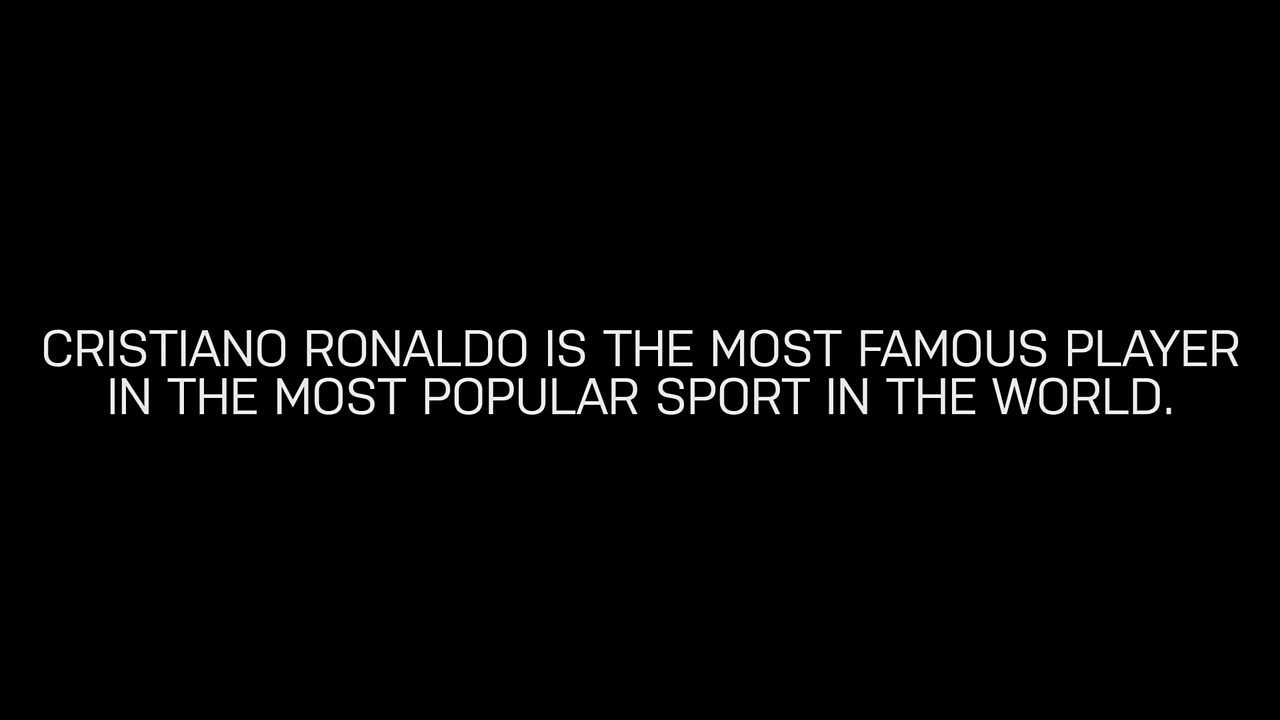 CRISTIANO RONALDO IS THE MOST FAMOUS PLAYER
IN THE MOST POPULAR SPORT IN THE WORLD.